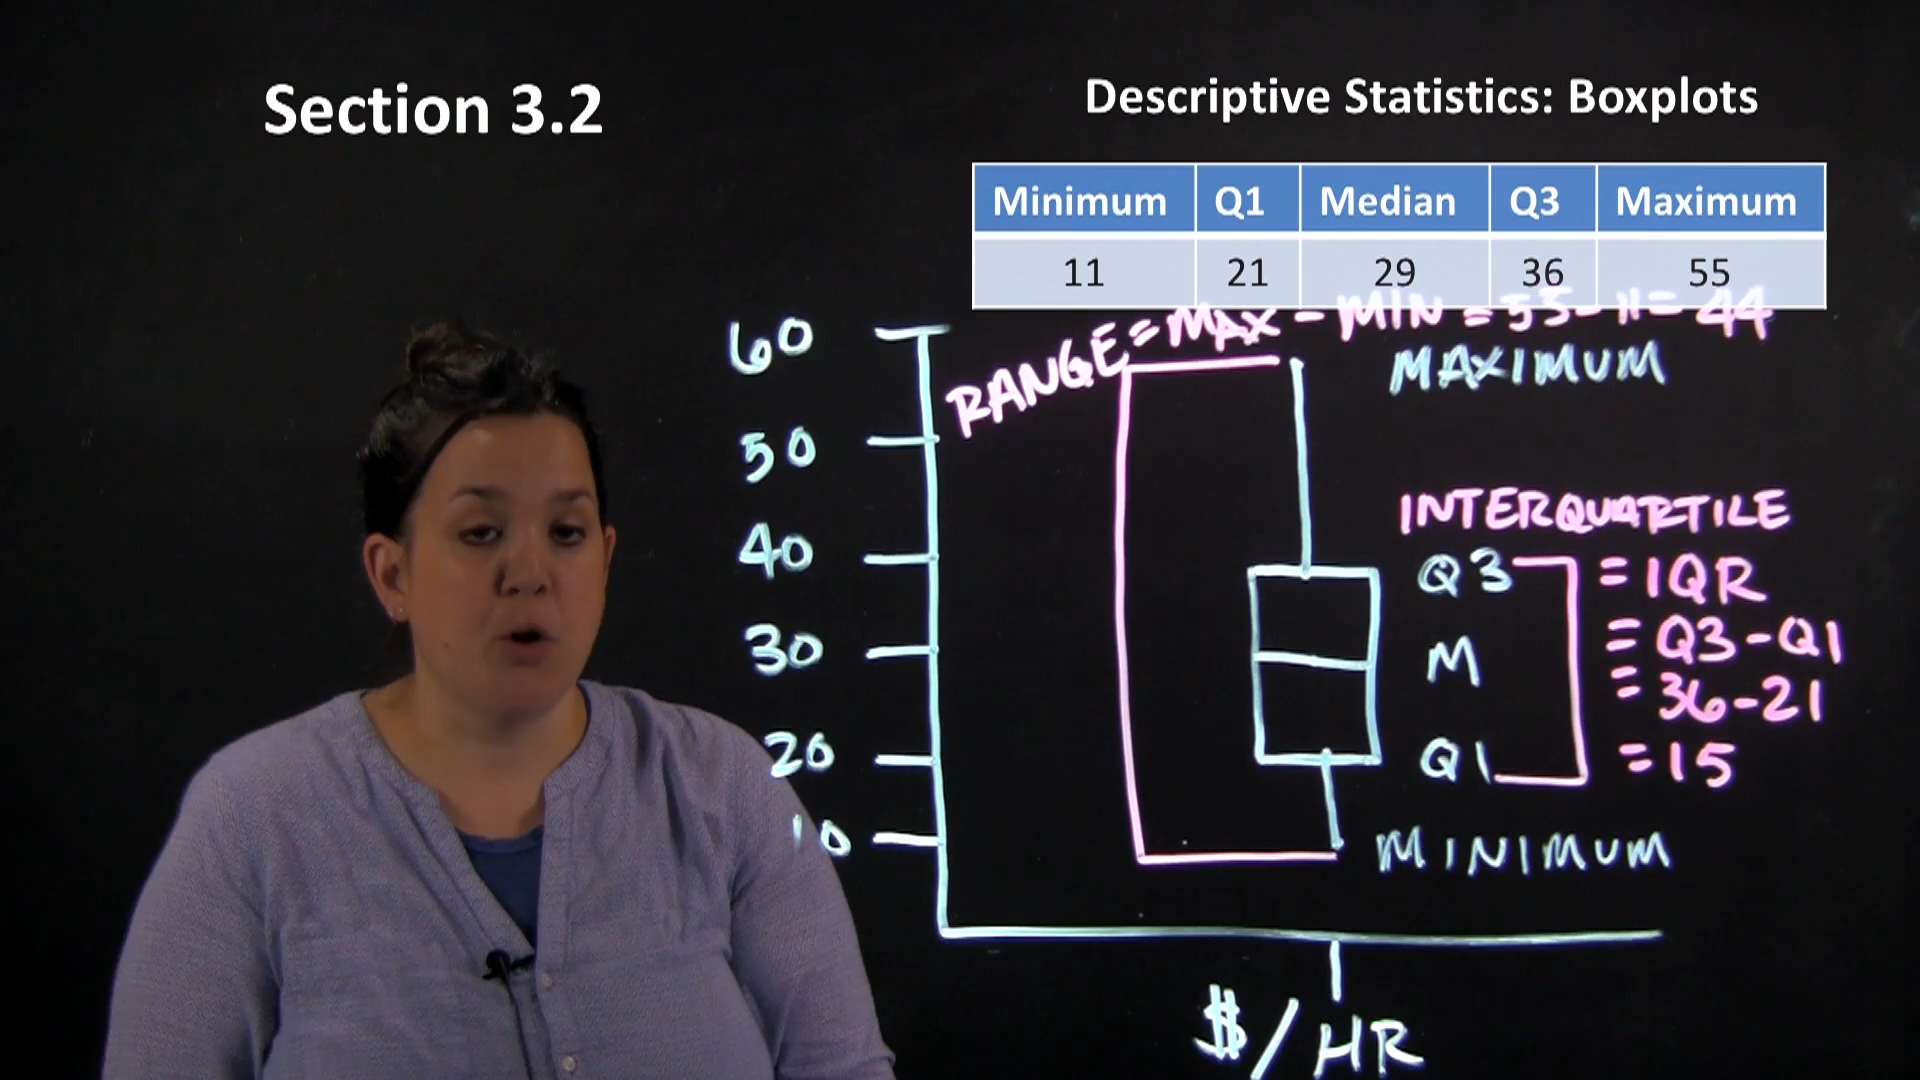 Section 3.2
Descriptive Statistics: Boxplots
Minimum Q1 Median Q3 Maximum
11 21 29 36 55
RANGE = MAX - MIN = 55 - 11 = 44
60
MAXIMUM
50
INTERQUARTILE
40
Q3 = IQR
30
M = Q3 - Q1
= 36 - 21
20
Q1 = 15
10
MINIMUM
$/HR